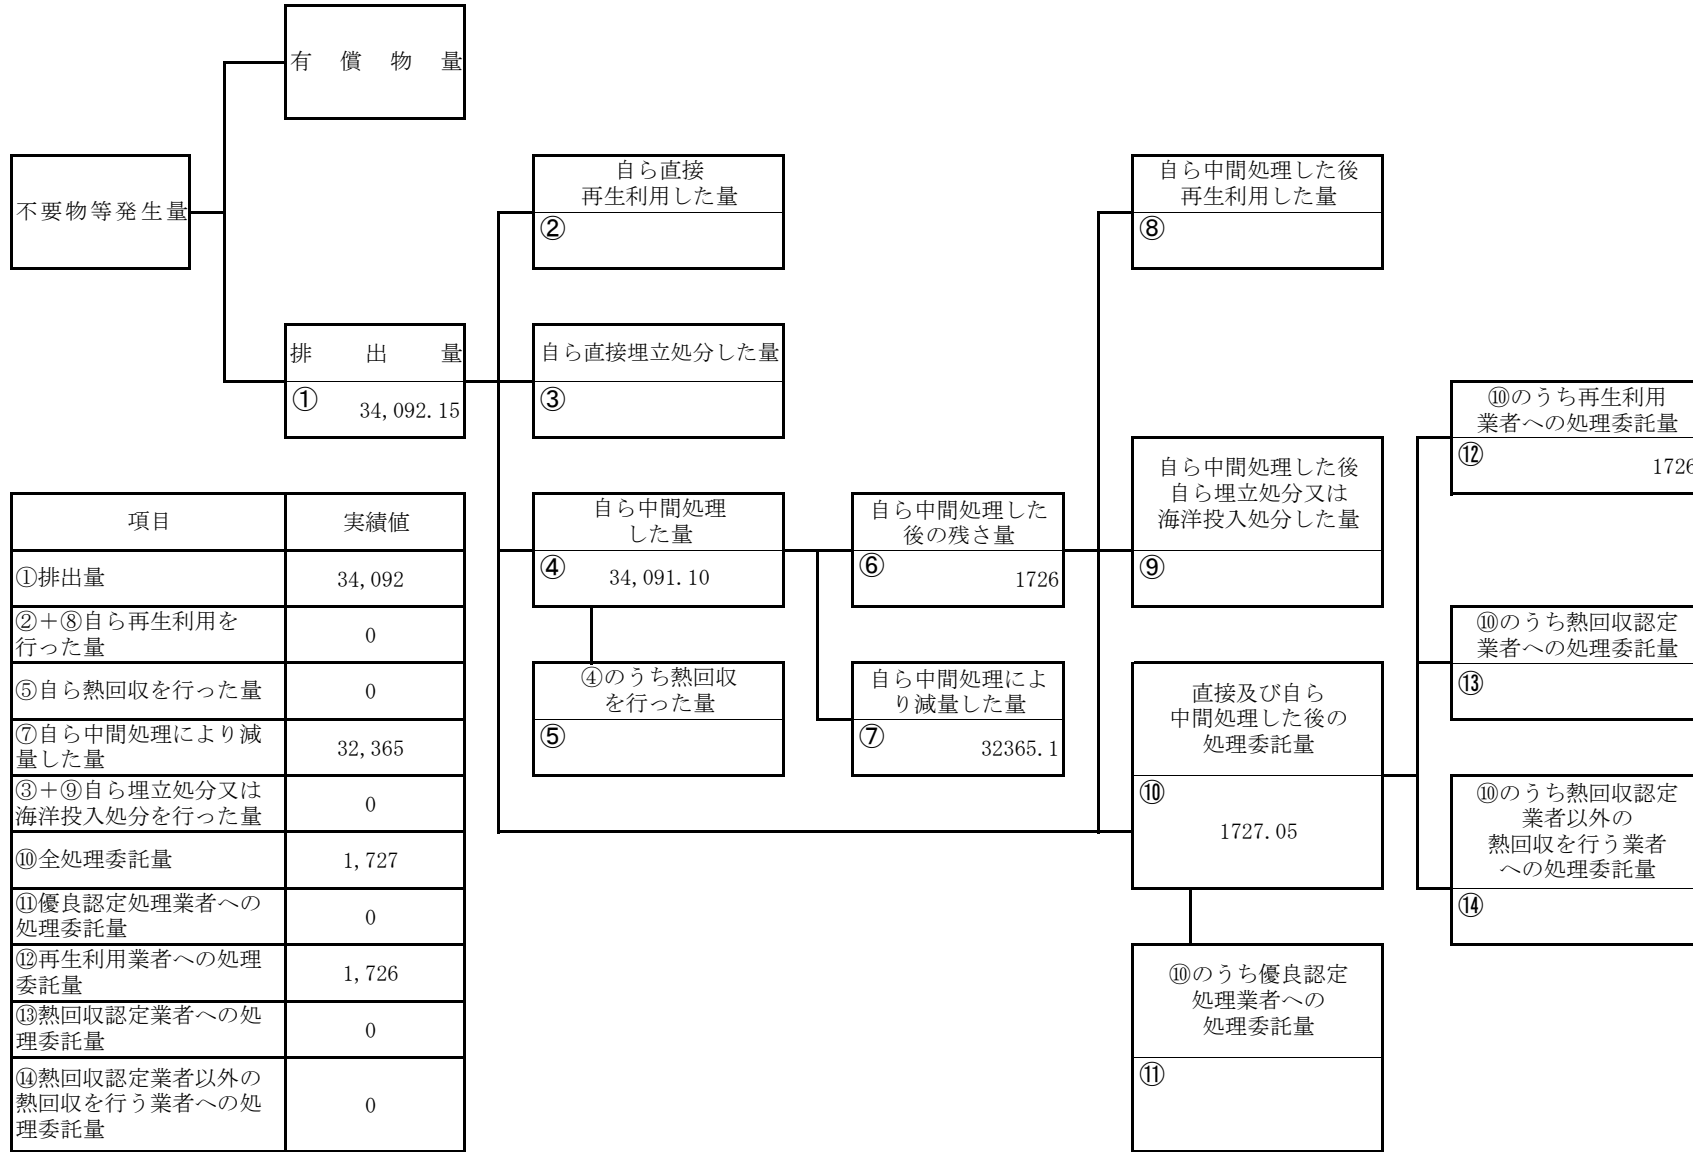 有償物量
不要物等発生量
自ら直接
再生利用した量
②
自ら中間処理した後
再生利用した量
⑧
排出量
① 34,092.15
自ら直接埋立処分した量
③
⑩のうち再生利用
業者への処理委託量
⑫ 1726
自ら中間処理した後
自ら埋立処分又は
海洋投入処分した量
⑨
自ら中間処理
した量
④ 34,091.10
自ら中間処理した
後の残さ量
⑥ 1726
⑩のうち熱回収認定
業者への処理委託量
⑬
④のうち熱回収
を行った量
⑤
自ら中間処理によ
り減量した量
⑦ 32365.1
直接及び自ら
中間処理した後の
処理委託量
⑩
1727.05
⑩のうち熱回収認定
業者以外の
熱回収を行う業者
への処理委託量
⑭
⑩のうち優良認定
処理業者への
処理委託量
⑪
項目 実績値
①排出量 34,092
②＋⑧自ら再生利用を
行った量 0
⑤自ら熱回収を行った量 0
⑦自ら中間処理により減
量した量 32,365
③＋⑨自ら埋立処分又は
海洋投入処分を行った量 0
⑩全処理委託量 1,727
⑪優良認定処理業者への
処理委託量 0
⑫再生利用業者への処理
委託量 1,726
⑬熱回収認定業者への処
理委託量 0
⑭熱回収認定業者以外の
熱回収を行う業者への処
理委託量 0